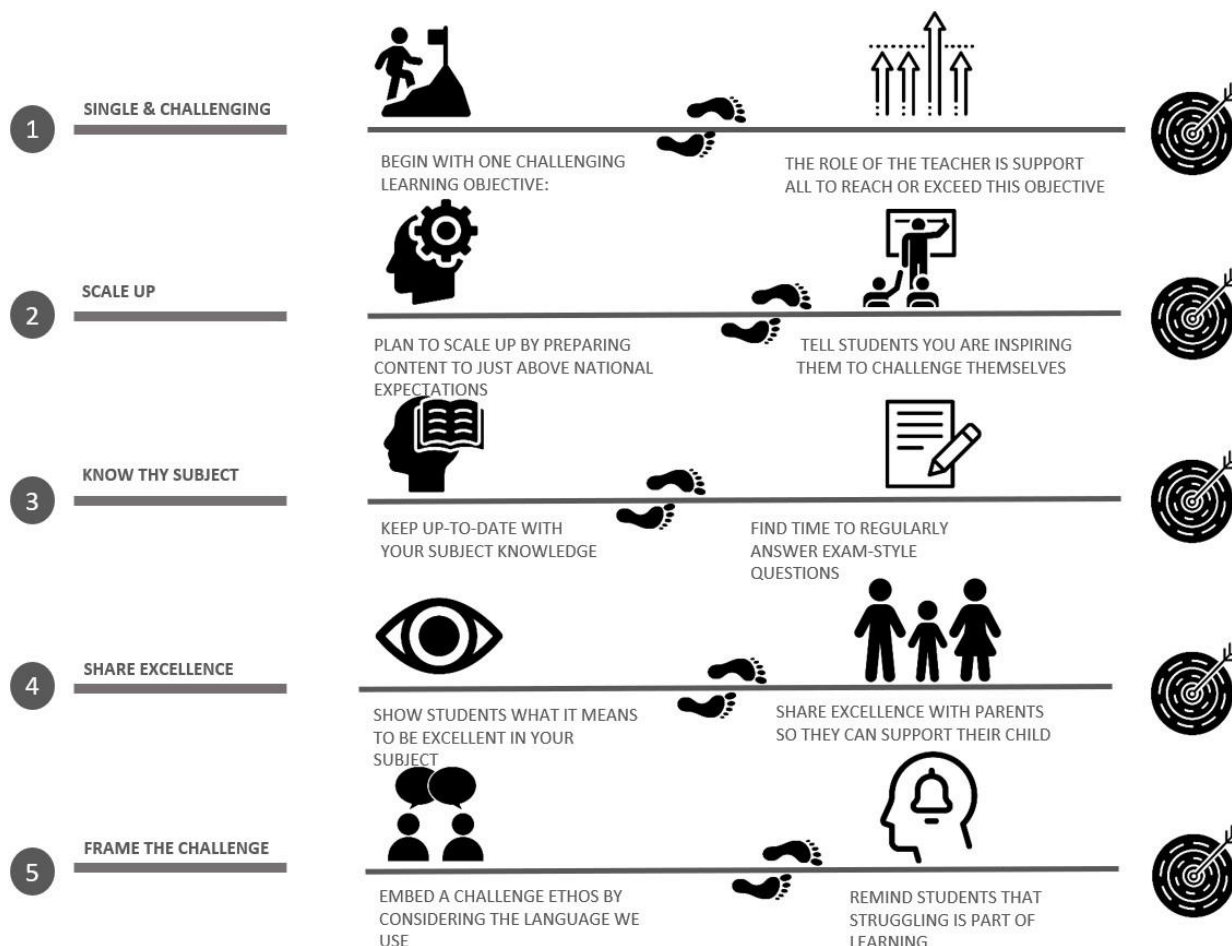 1
SINGLE & CHALLENGING
BEGIN WITH ONE CHALLENGING
LEARNING OBJECTIVE:
THE ROLE OF THE TEACHER IS SUPPORT
ALL TO REACH OR EXCEED THIS OBJECTIVE
2
SCALE UP
PLAN TO SCALE UP BY PREPARING
CONTENT TO JUST ABOVE NATIONAL
EXPECTATIONS
TELL STUDENTS YOU ARE INSPIRING
THEM TO CHALLENGE THEMSELVES
3
KNOW THY SUBJECT
KEEP UP-TO-DATE WITH
YOUR SUBJECT KNOWLEDGE
FIND TIME TO REGULARLY
ANSWER EXAM-STYLE
QUESTIONS
4
SHARE EXCELLENCE
SHOW STUDENTS WHAT IT MEANS
TO BE EXCELLENT IN YOUR
SUBJECT
SHARE EXCELLENCE WITH PARENTS
SO THEY CAN SUPPORT THEIR CHILD
5
FRAME THE CHALLENGE
EMBED A CHALLENGE ETHOS BY
CONSIDERING THE LANGUAGE WE
USE
REMIND STUDENTS THAT
STRUGGLING IS PART OF
LEARNING